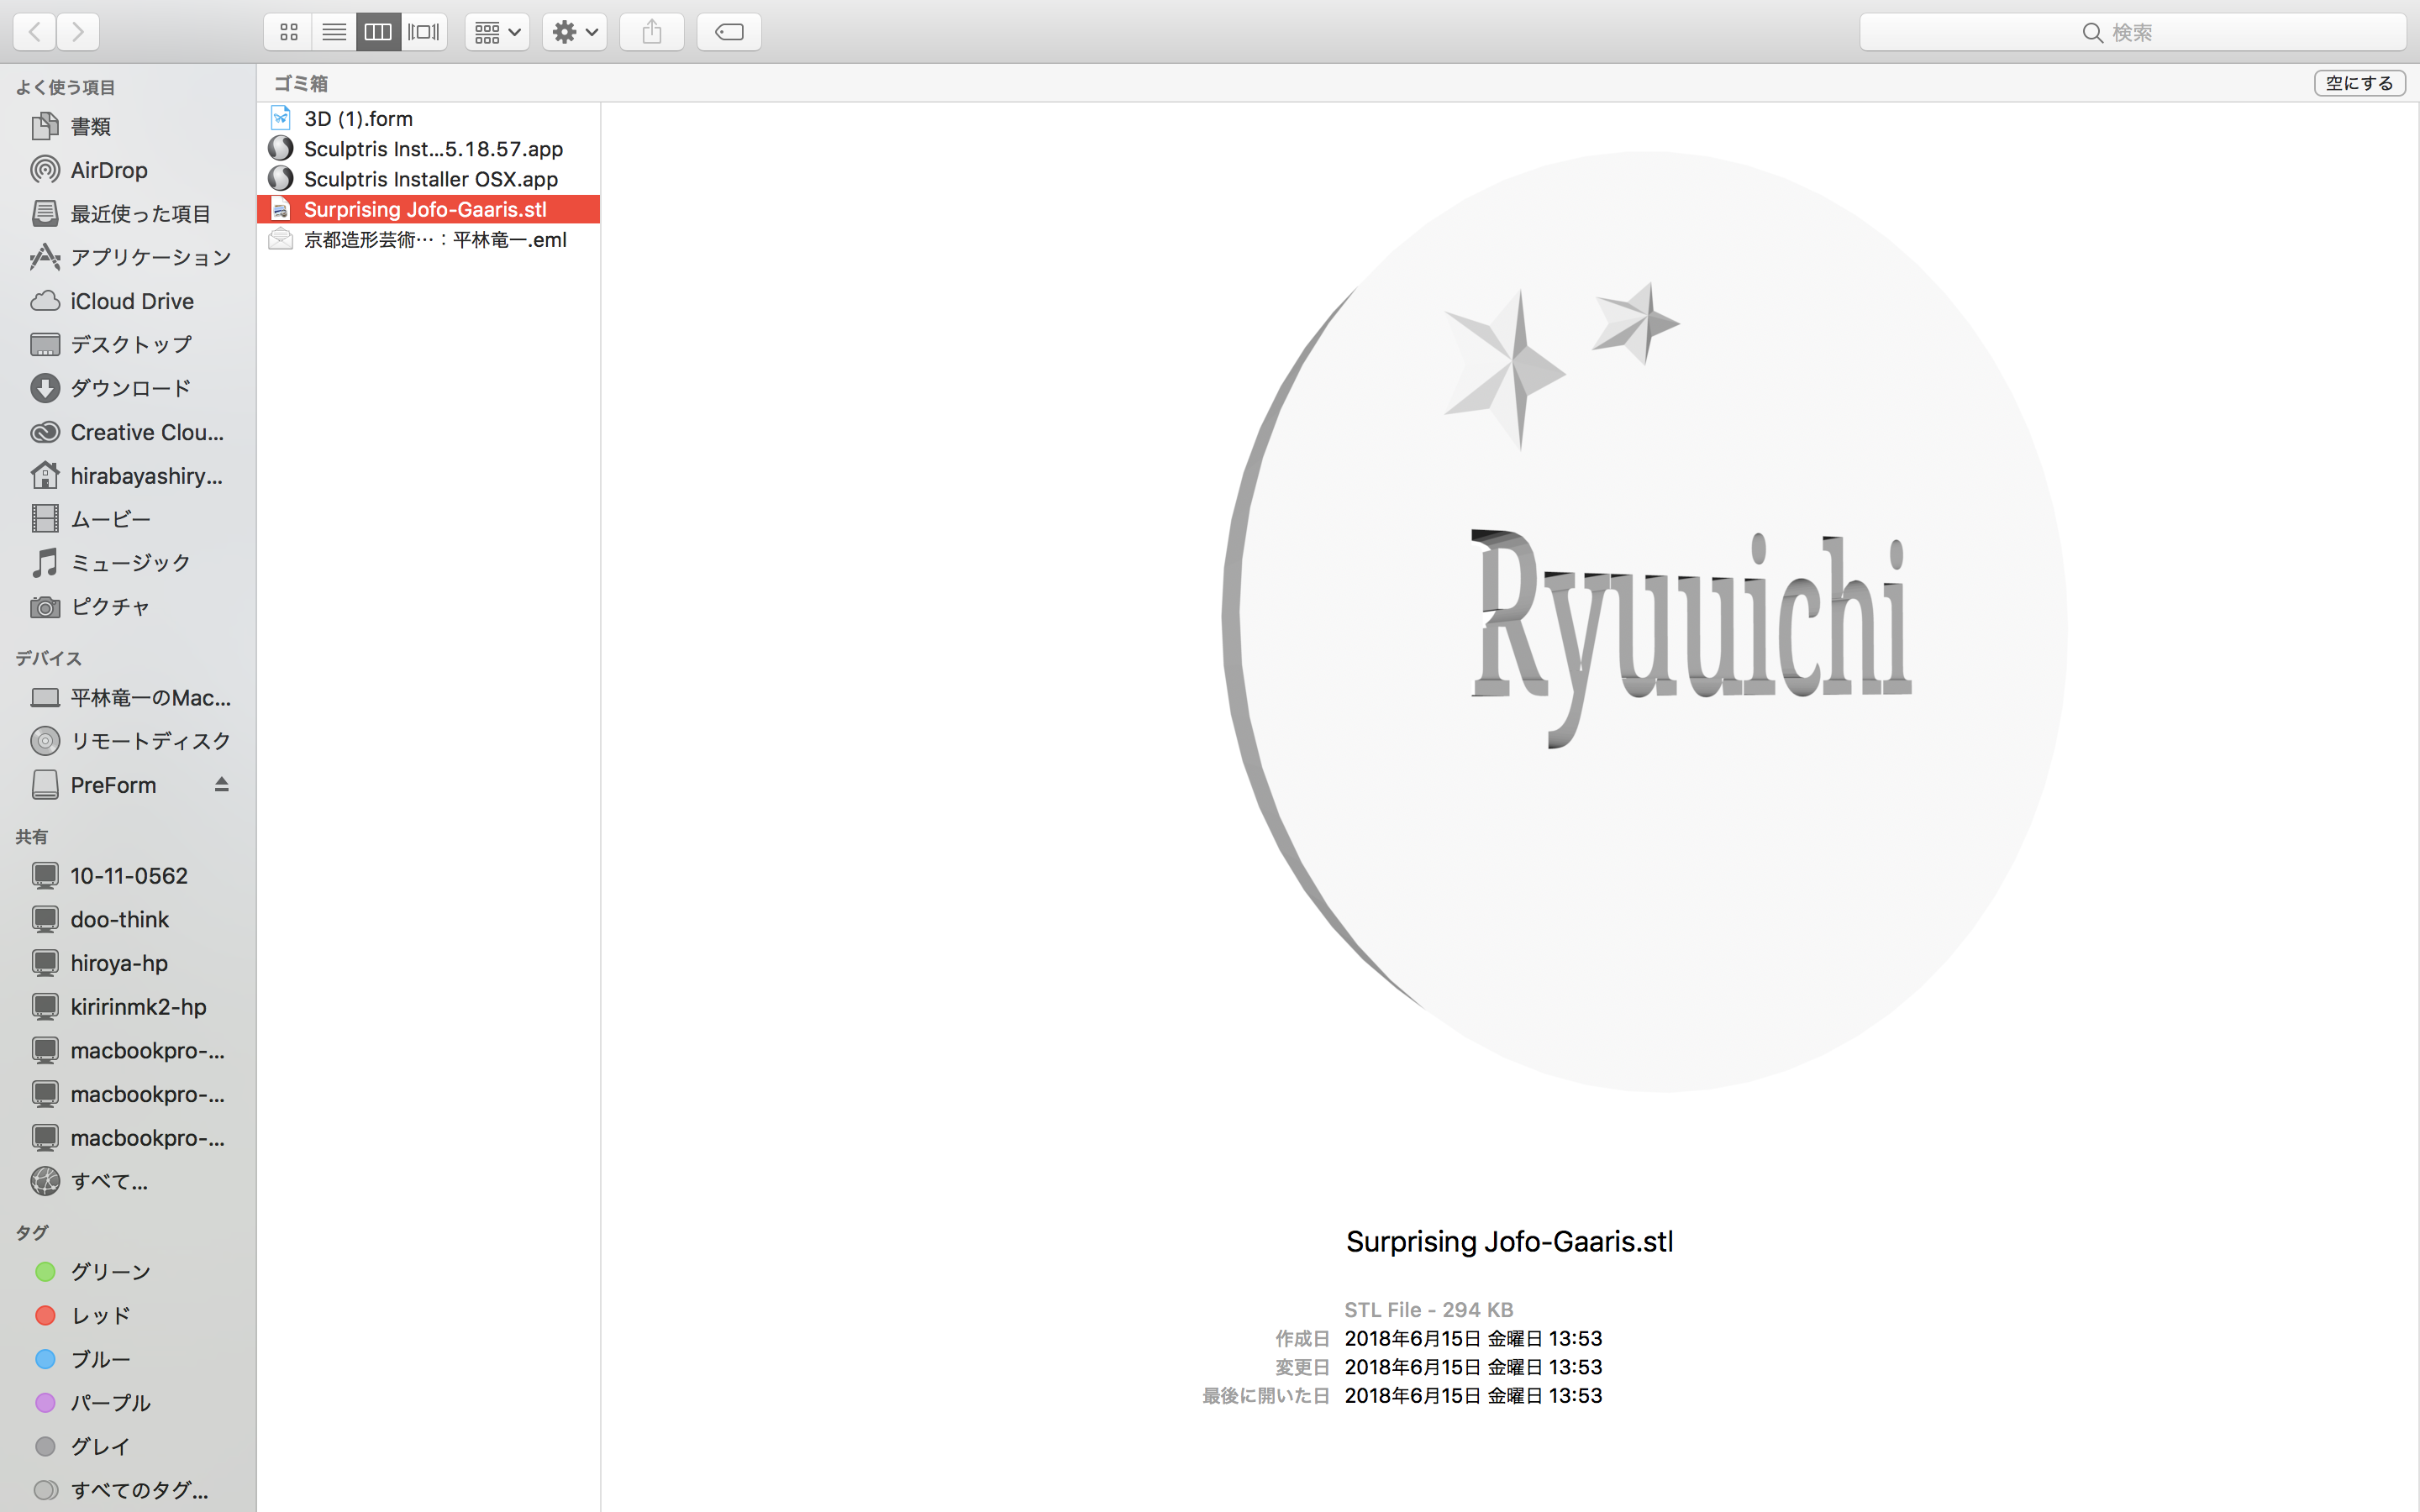 検索
ゴミ箱
空にする
よく使う項目
書類
AirDrop
最近使った項目
アプリケーション
iCloud Drive
デスクトップ
ダウンロード
Creative Clou...
hirabayashiry...
ムービー
ミュージック
ピクチャ
デバイス
平林竜一のMac...
リモートディスク
PreForm
共有
10-11-0562
doo-think
hiroya-hp
kiririnmk2-hp
macbookpro-...
macbookpro-...
macbookpro-...
すべて...
タグ
グリーン
レッド
ブルー
パープル
グレイ
すべてのタグ...
3D (1).form
Sculptris Inst...5.18.57.app
Sculptris Installer OSX.app
Surprising Jofo-Gaaris.stl
京都造形芸術…：平林竜一.eml
Ryuuichi
Surprising Jofo-Gaaris.stl
STL File - 294 KB
作成日 2018年6月15日 金曜日 13:53
変更日 2018年6月15日 金曜日 13:53
最後に開いた日 2018年6月15日 金曜日 13:53